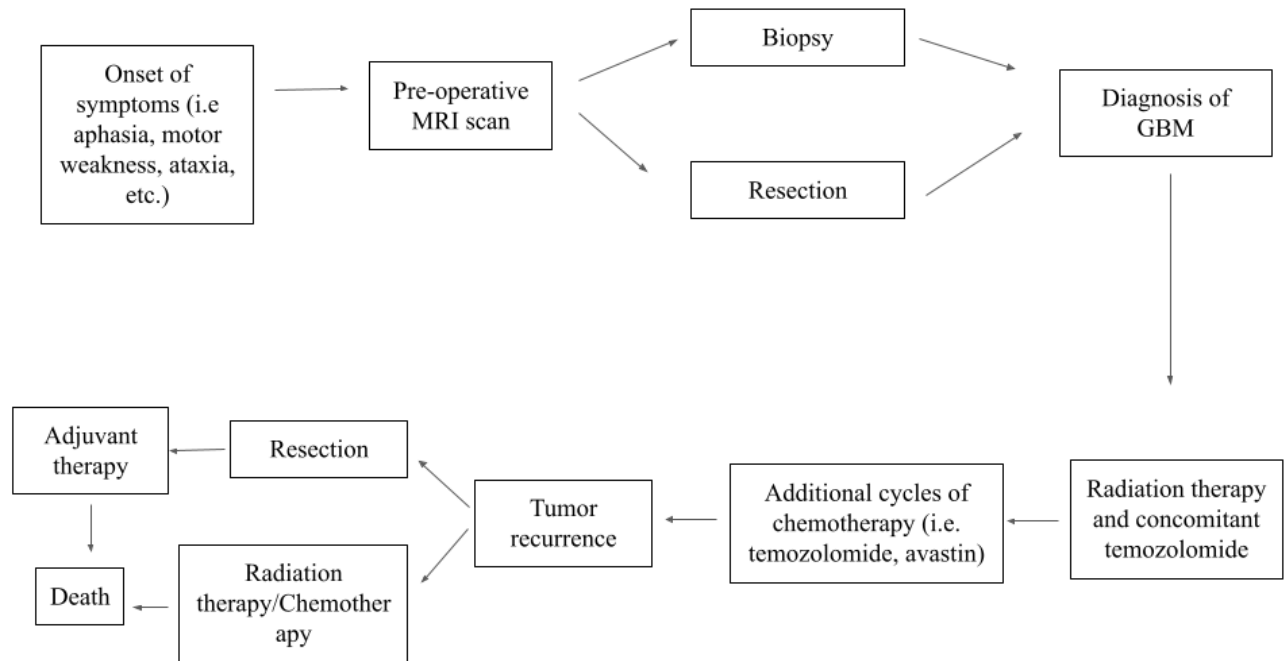 Onset of
symptoms (i.e
aphasia, motor
weakness, ataxia,
etc.)
Pre-operative
MRI scan
Biopsy
Resection
Diagnosis of
GBM
Radiation therapy
and concomitant
temozolomide
Additional cycles of
chemotherapy (i.e.
temozolomide, avastin)
Tumor
recurrence
Resection
Adjuvant
therapy
Radiation
therapy/Chemother
apy
Death